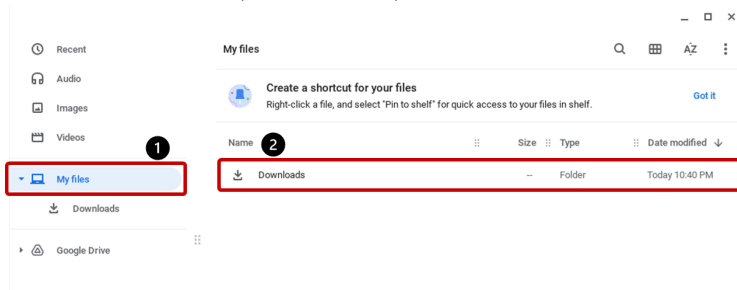 Recent
Audio
Images
Videos
1
My files
Downloads
Google Drive
My files
AZ
Create a shortcut for your files
Right-click a file, and select "Pin to shelf" for quick access to your files in shelf.
Got it
Name 2 Size Type Date modified
Downloads -- Folder Today 10:40 PM